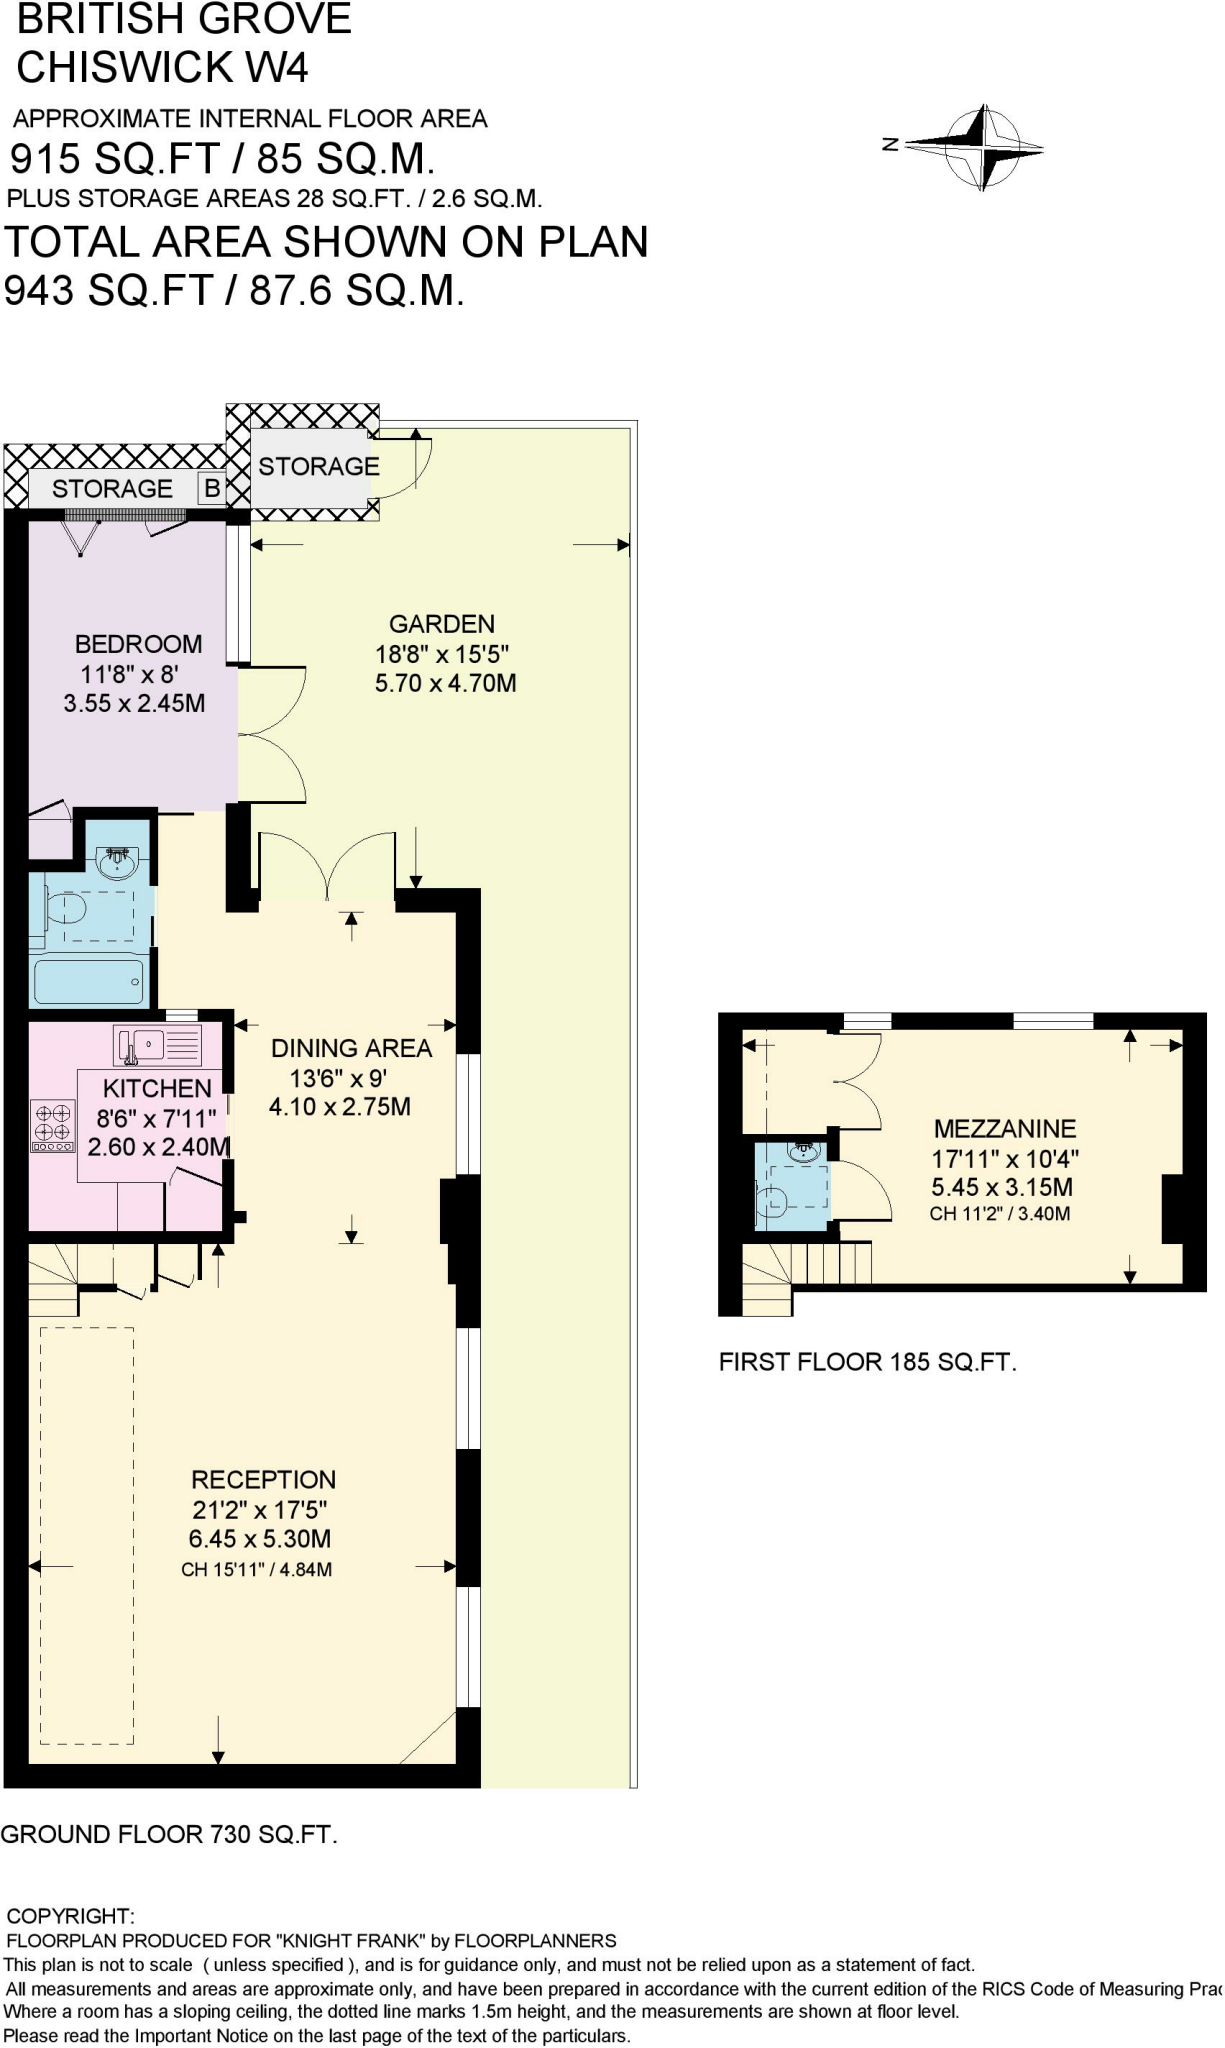 BRITISH GROVE
CHISWICK W4
APPROXIMATE INTERNAL FLOOR AREA
915 SQ.FT / 85 SQ.M.
PLUS STORAGE AREAS 28 SQ.FT. / 2.6 SQ.M.
TOTAL AREA SHOWN ON PLAN
943 SQ.FT / 87.6 SQ.M.
N
STORAGE
STORAGE
B
GARDEN
18'8" x 15'5"
5.70 x 4.70M
BEDROOM
11'8" x 8'
3.55 x 2.45M
DINING AREA
13'6" x 9'
4.10 x 2.75M
KITCHEN
8'6" x 7'11"
2.60 x 2.40M
MEZZANINE
17'11" x 10'4"
5.45 x 3.15M
CH 11'2" / 3.40M
FIRST FLOOR 185 SQ.FT.
RECEPTION
21'2" x 17'5"
6.45 x 5.30M
CH 15'11" / 4.84M
GROUND FLOOR 730 SQ.FT.
COPYRIGHT:
FLOORPLAN PRODUCED FOR "KNIGHT FRANK" by FLOORPLANNERS
This plan is not to scale ( unless specified ), and is for guidance only, and must not be relied upon as a statement of fact.
All measurements and areas are approximate only, and have been prepared in accordance with the current edition of the RICS Code of Measuring
Where a room has a sloping ceiling, the dotted line marks 1.5m height, and the measurements are shown at floor level.
Please read the Important Notice on the last page of the text of the particulars.